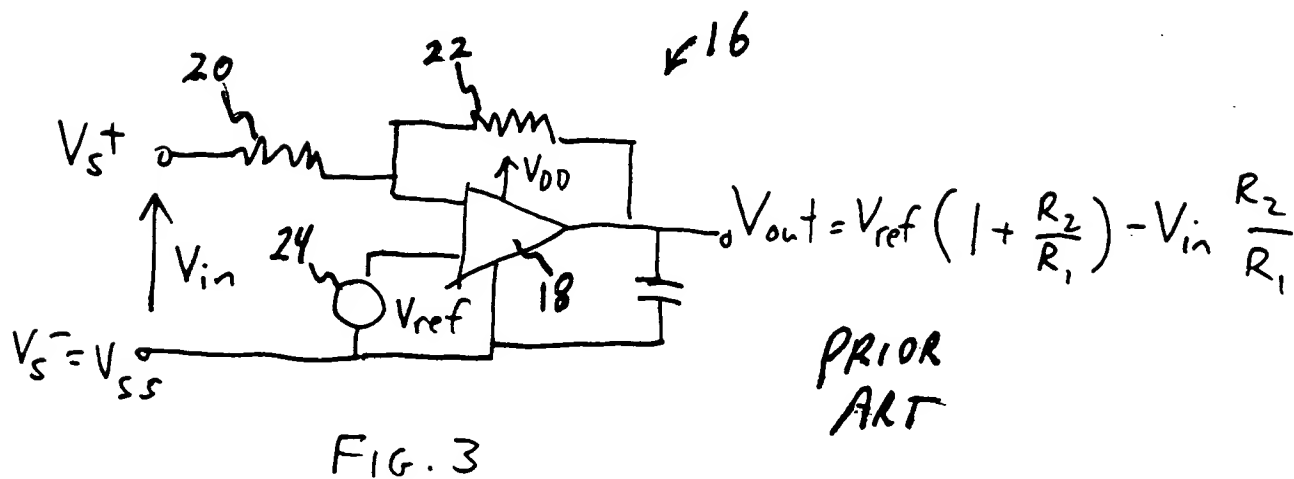 16
22
20
Vs+
VDD
Vout = Vref (1 + R2/R1) - Vin R2/R1
24
Vin
Vref
18
Vs- = Vss
PRIOR
ART
FIG. 3